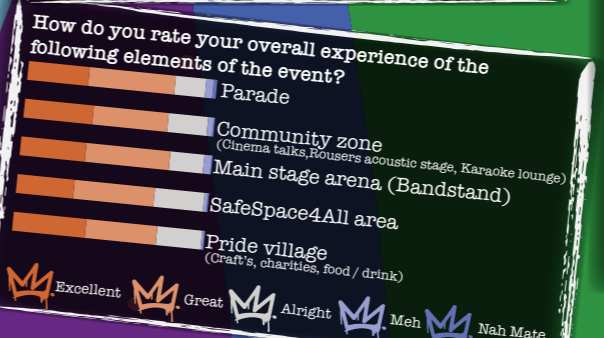 How do you rate your overall experience of the
following elements of the event?
Parade
Community zone
(Cinema talks,Rousers acoustic stage, Karaoke lounge)
Main stage arena (Bandstand)
SafeSpace4All area
Pride village
(Craft's, charities, food / drink)
Excellent Great Alright Meh Nah Mate